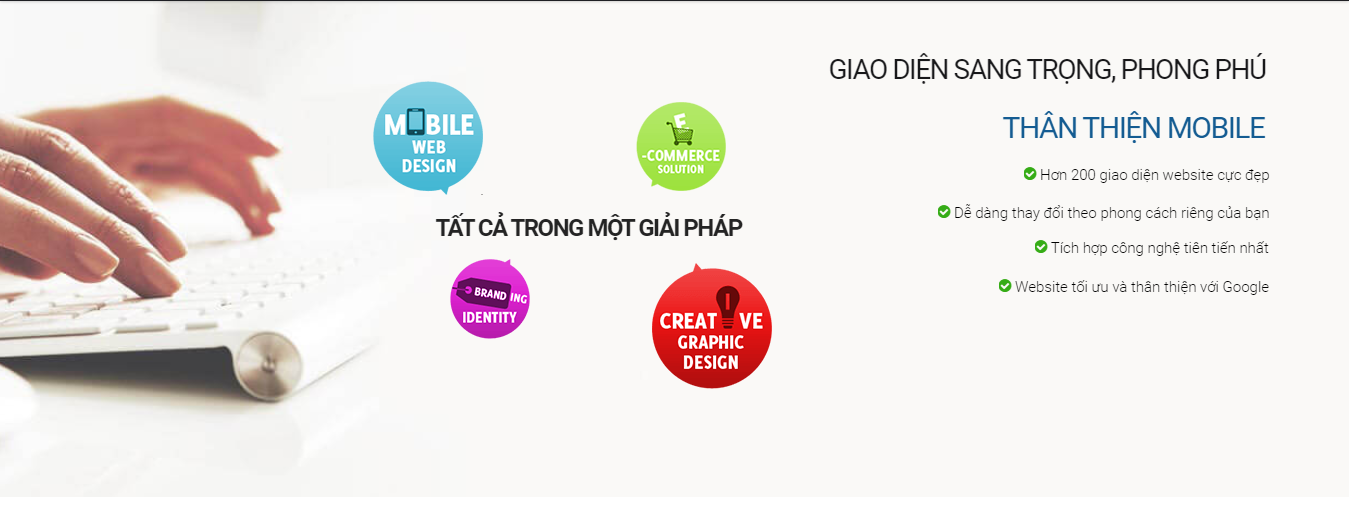 MOBILE
WEB
DESIGN
E
-COMMERCE
SOLUTION
TẤT CẢ TRONG MỘT GIẢI PHÁP
BRANDING
IDENTITY
CREATIVE
GRAPHIC
DESIGN
GIAO DIỆN SANG TRỌNG, PHONG PHÚ
THÂN THIỆN MOBILE
Hơn 200 giao diện website cực đẹp
Dễ dàng thay đổi theo phong cách riêng của bạn
Tích hợp công nghệ tiên tiến nhất
Website tối ưu và thân thiện với Google